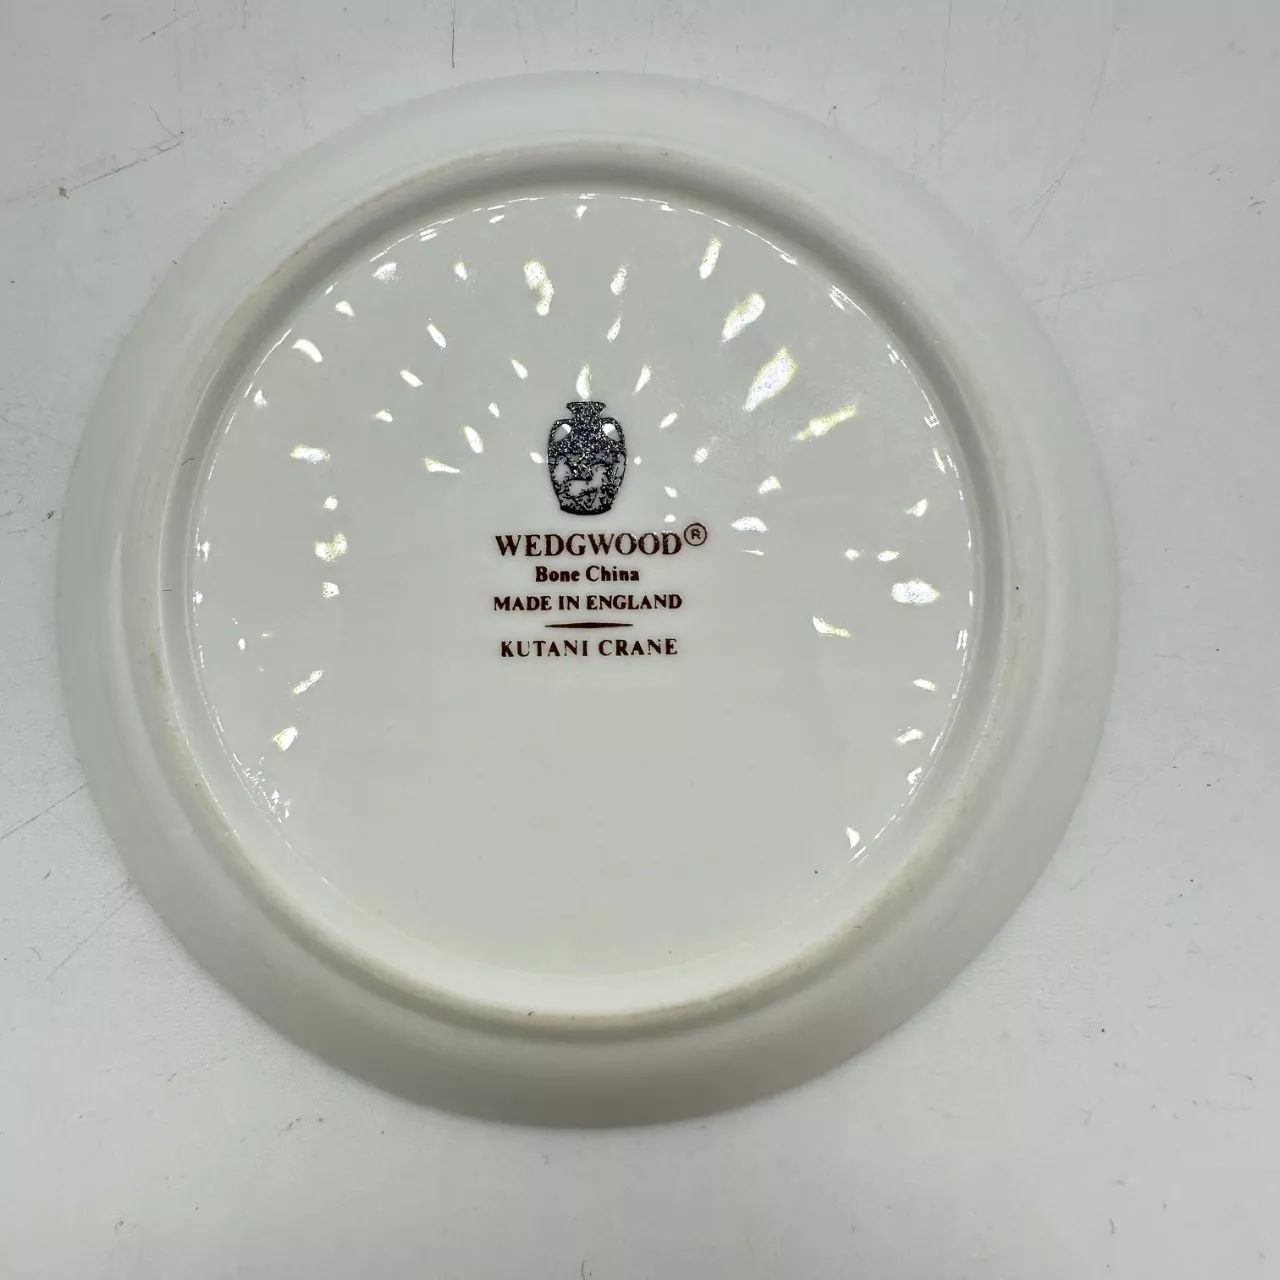 WEDGWOOD®
Bone China
MADE IN ENGLAND
KUTANI CRANE